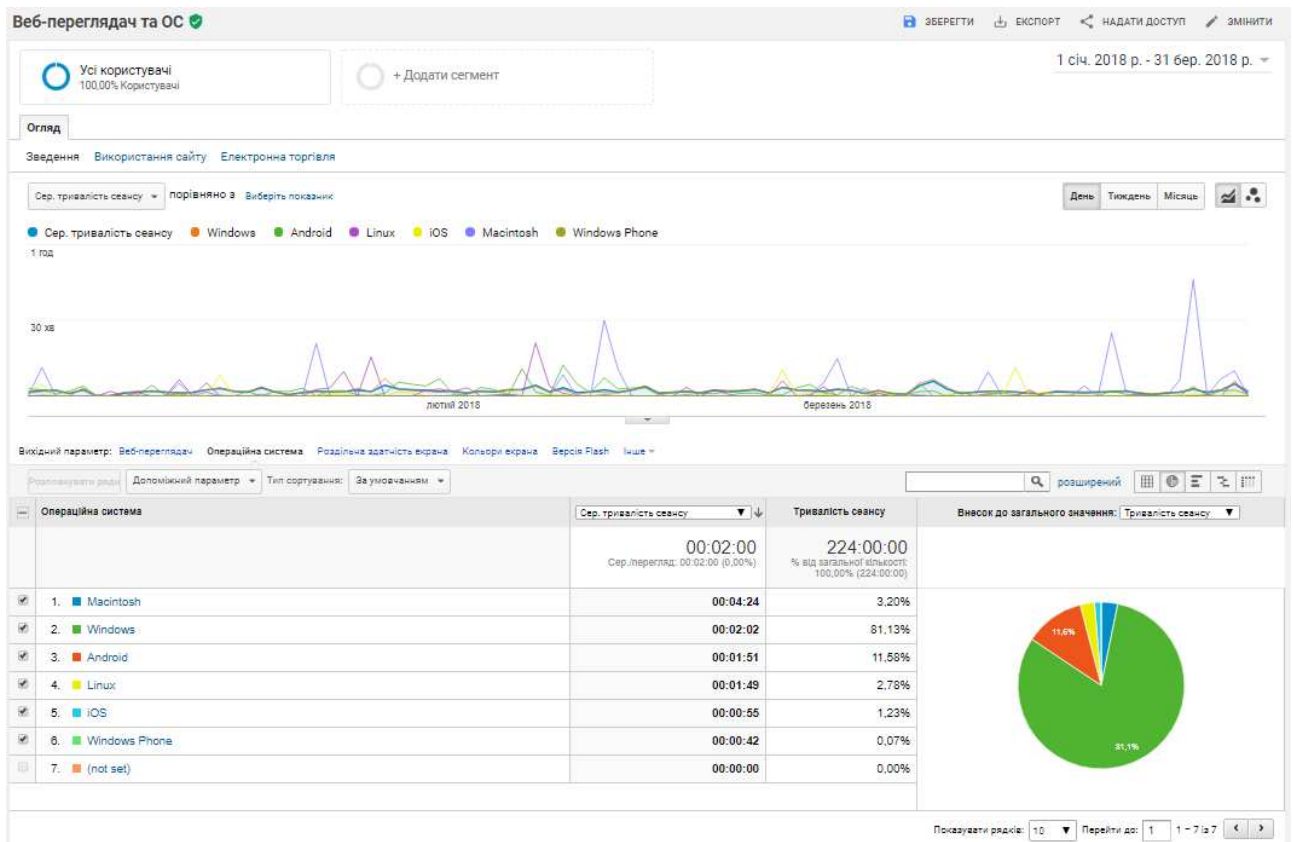 Веб-переглядач та ОС
ЗБЕРЕГТИ ЕКСПОРТ НАДАТИ ДОСТУП ЗМІНИТИ
Усі користувачі
100,00% Користувачі
+ Додати сегмент
1 січ. 2018 р. - 31 бер. 2018 р.
Огляд
Зведення Використання сайту Електронна торгівля
Сер. тривалість сеансу порівняно з Виберіть показник
День Тиждень Місяць
Сер. тривалість сеансу Windows Android Linux iOS Macintosh Windows Phone
1 год
30 хв
лютий 2018 березень 2018
Вихідний параметр: Веб-переглядач Операційна система Роздільна здатність екрана Кольори екрана Версія Flash Інше
Допоміжний параметр Тип сортування: За умовчанням
розширений
Операційна система Сер. тривалість сеансу Тривалість сеансу Внесок до загального значення: Тривалість сеансу
00:02:00 224:00:00
Сер./перегляд: 00:02:00 (0,00%) % від загальної кількості:
100,00% (224:00:00)
1. Macintosh 00:04:24 3,20%
2. Windows 00:02:02 81,13%
3. Android 00:01:51 11,58%
4. Linux 00:01:49 2,78%
5. iOS 00:00:55 1,23%
6. Windows Phone 00:00:42 0,07%
7. (not set) 00:00:00 0,00%
11,6%
Показувати рядків: 10 Перейти до: 1 1 – 7 із 7